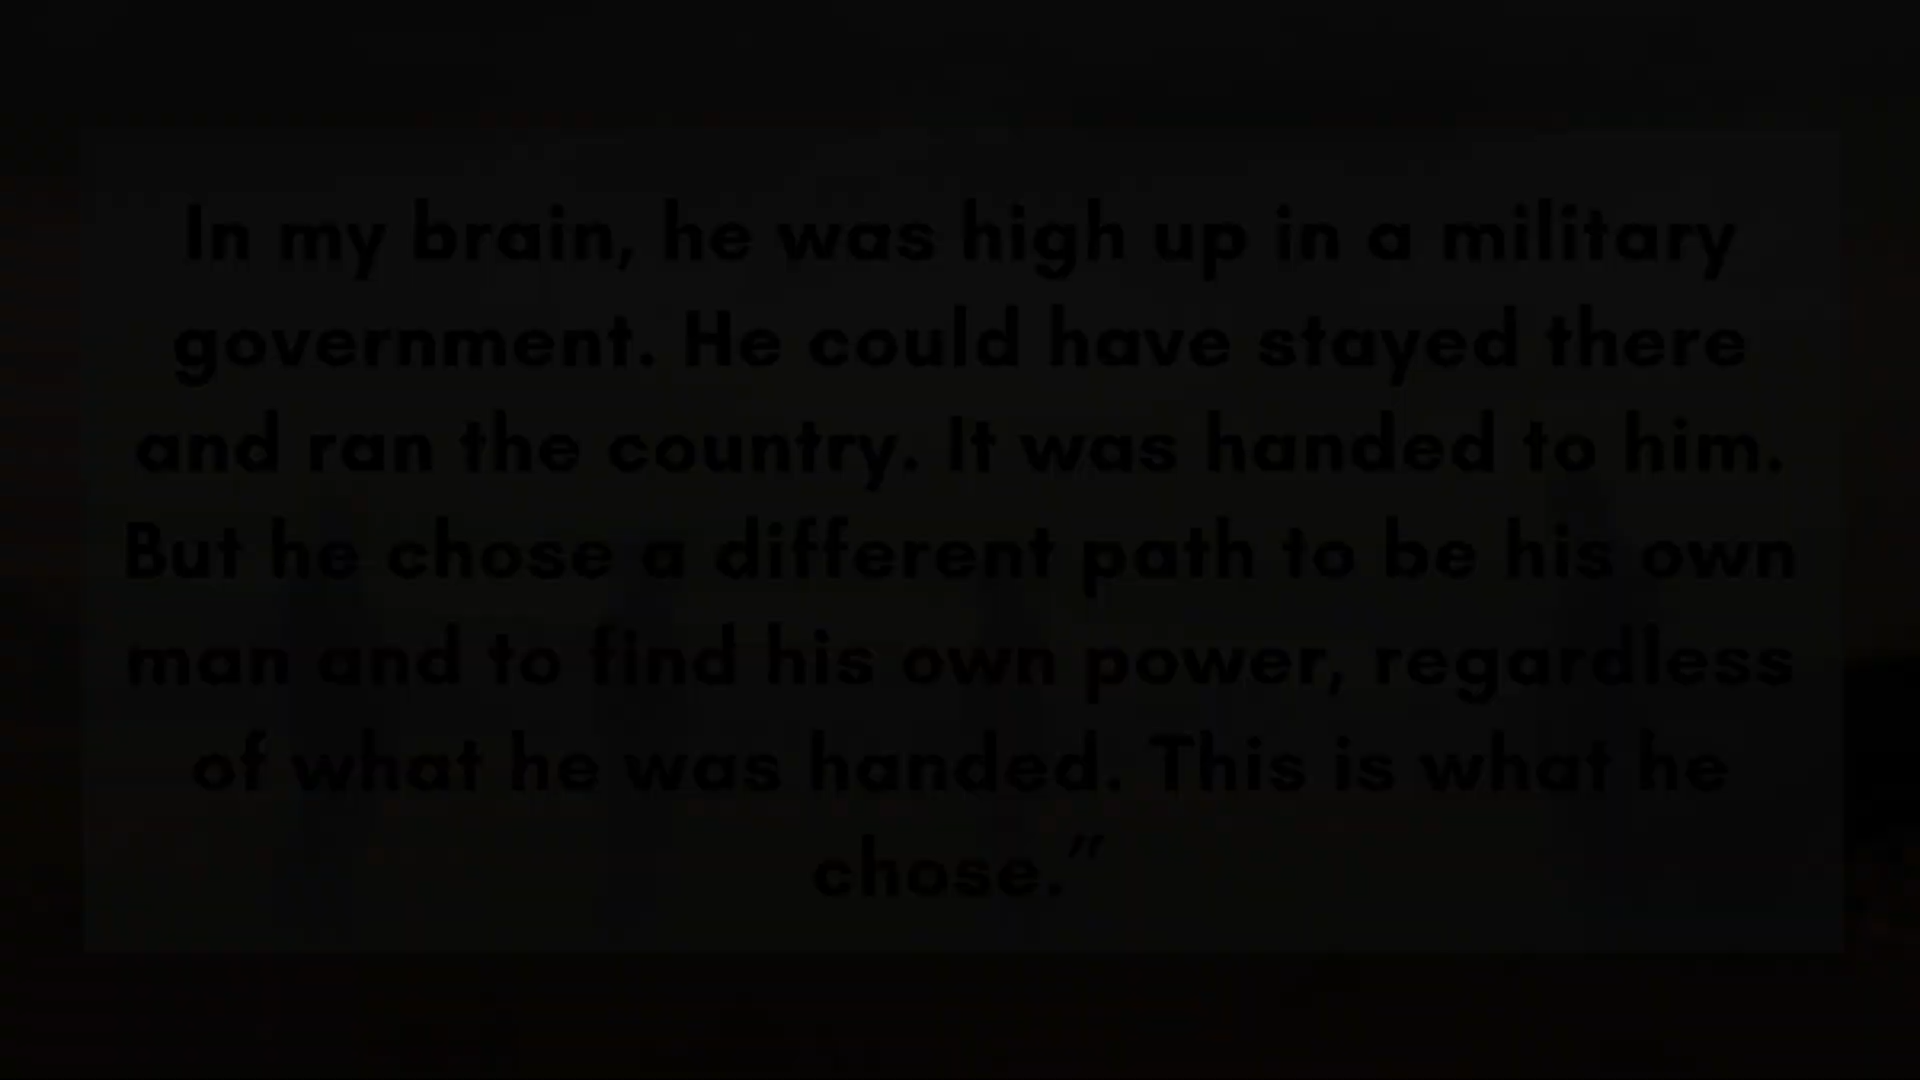 In my brain, he was high up in a military
government. He could have stayed there
and ran the country. It was handed to him.
But he chose a different path to be his own
man and to find his own power, regardless
of what he was handed. This is what he
chose.”